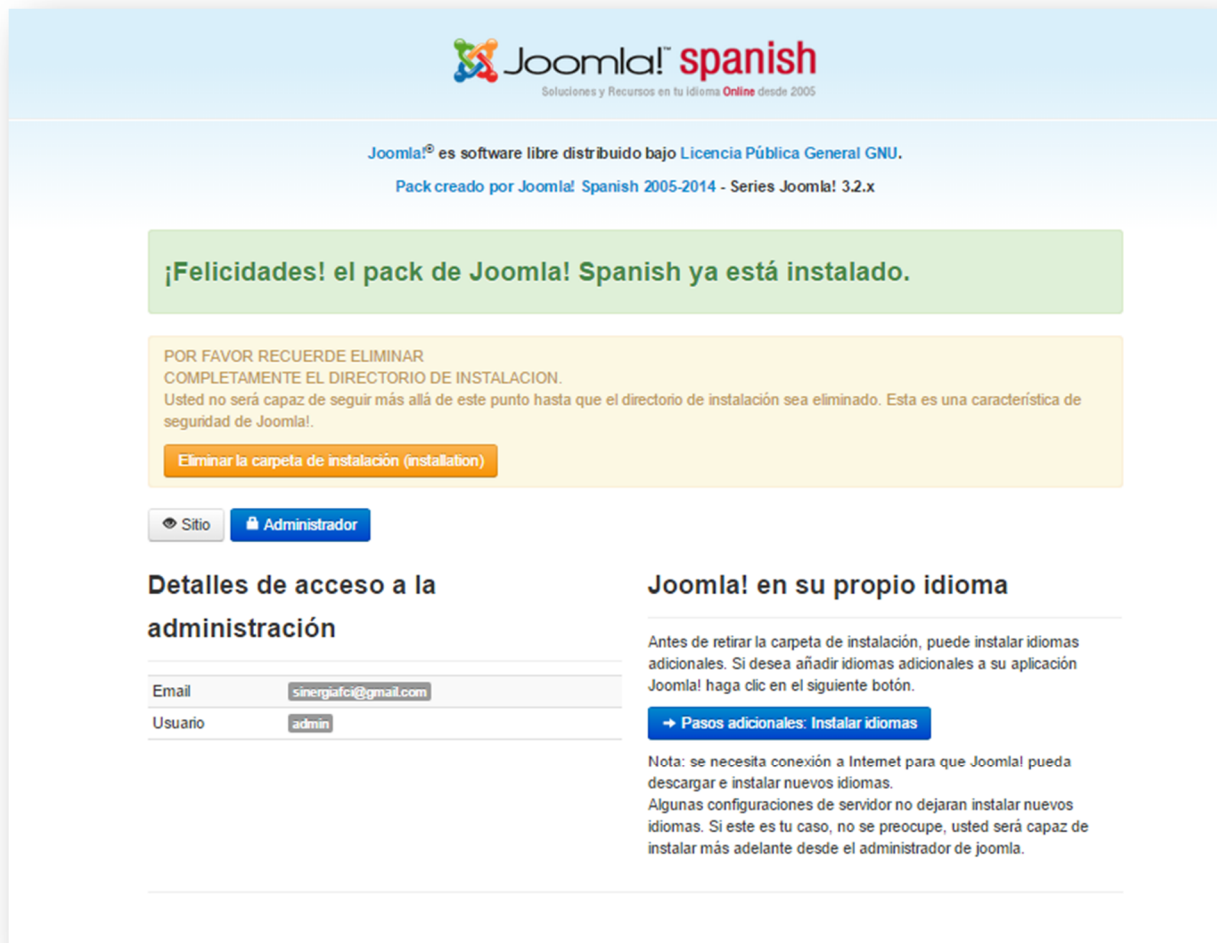 Joomla!™ spanish
Soluciones y Recursos en tu idioma Online desde 2005
Joomla!® es software libre distribuido bajo Licencia Pública General GNU.
Pack creado por Joomla! Spanish 2005-2014 - Series Joomla! 3.2.x
¡Felicidades! el pack de Joomla! Spanish ya está instalado.
POR FAVOR RECUERDE ELIMINAR
COMPLETAMENTE EL DIRECTORIO DE INSTALACION.
Usted no será capaz de seguir más allá de este punto hasta que el directorio de instalación sea eliminado. Esta es una característica de
seguridad de Joomla!.
Eliminar la carpeta de instalación (installation)
Sitio Administrador
Detalles de acceso a la
administración
Email sinergiafci@gmail.com
Usuario admin
Joomla! en su propio idioma
Antes de retirar la carpeta de instalación, puede instalar idiomas
adicionales. Si desea añadir idiomas adicionales a su aplicación
Joomla! haga clic en el siguiente botón.
→ Pasos adicionales: Instalar idiomas
Nota: se necesita conexión a Internet para que Joomla! pueda
descargar e instalar nuevos idiomas.
Algunas configuraciones de servidor no dejaran instalar nuevos
idiomas. Si este es tu caso, no se preocupe, usted será capaz de
instalar más adelante desde el administrador de joomla.